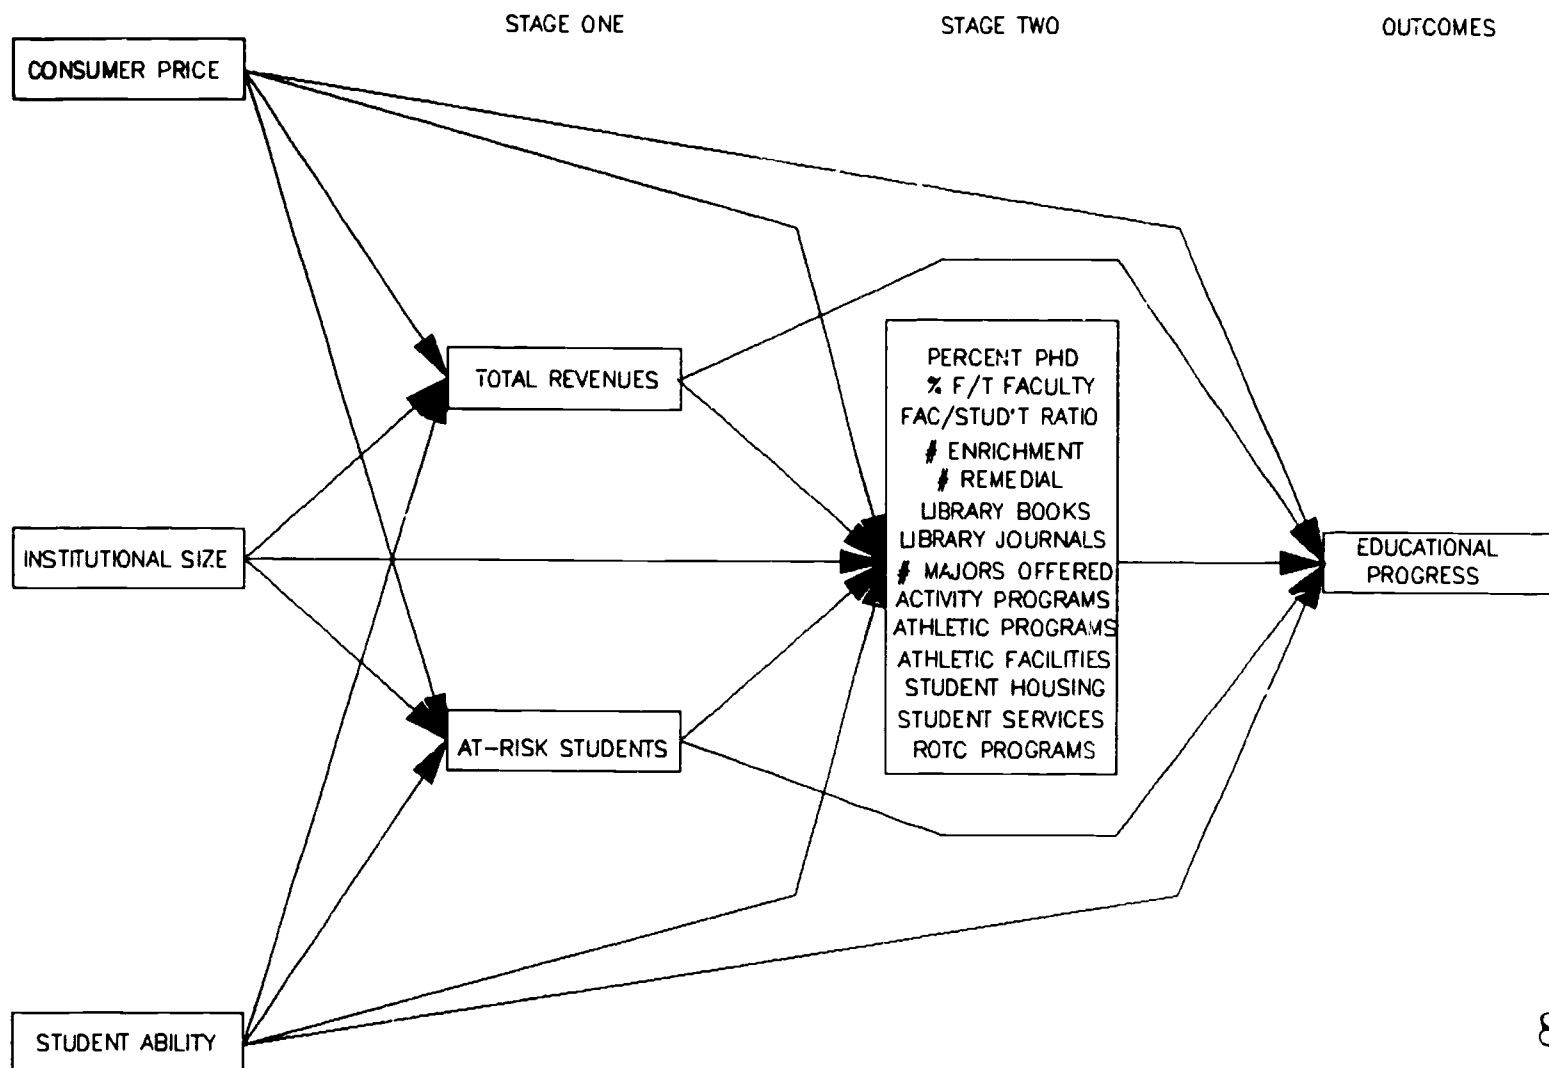 STAGE ONE
STAGE TWO
OUTCOMES
CONSUMER PRICE
TOTAL REVENUES
INSTITUTIONAL SIZE
AT-RISK STUDENTS
STUDENT ABILITY
PERCENT PHD
% F/T FACULTY
FAC/STUD'T RATIO
# ENRICHMENT
# REMEDIAL
LIBRARY BOOKS
LIBRARY JOURNALS
# MAJORS OFFERED
ACTIVITY PROGRAMS
ATHLETIC PROGRAMS
ATHLETIC FACILITIES
STUDENT HOUSING
STUDENT SERVICES
ROTC PROGRAMS
EDUCATIONAL
PROGRESS
8